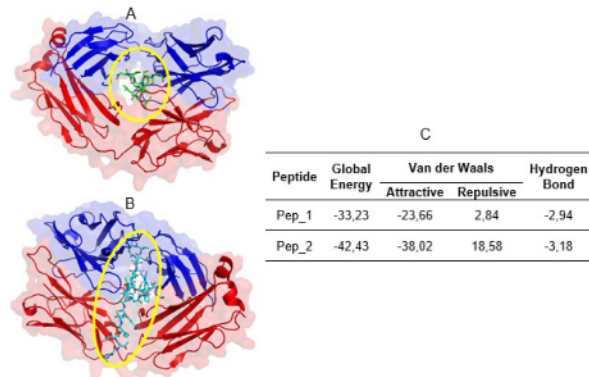 A
B
C
Peptide Global Energy Van der Waals Hydrogen Bond
Attractive Repulsive
Pep_1 -33,23 -23,66 2,84 -2,94
Pep_2 -42,43 -38,02 18,58 -3,18